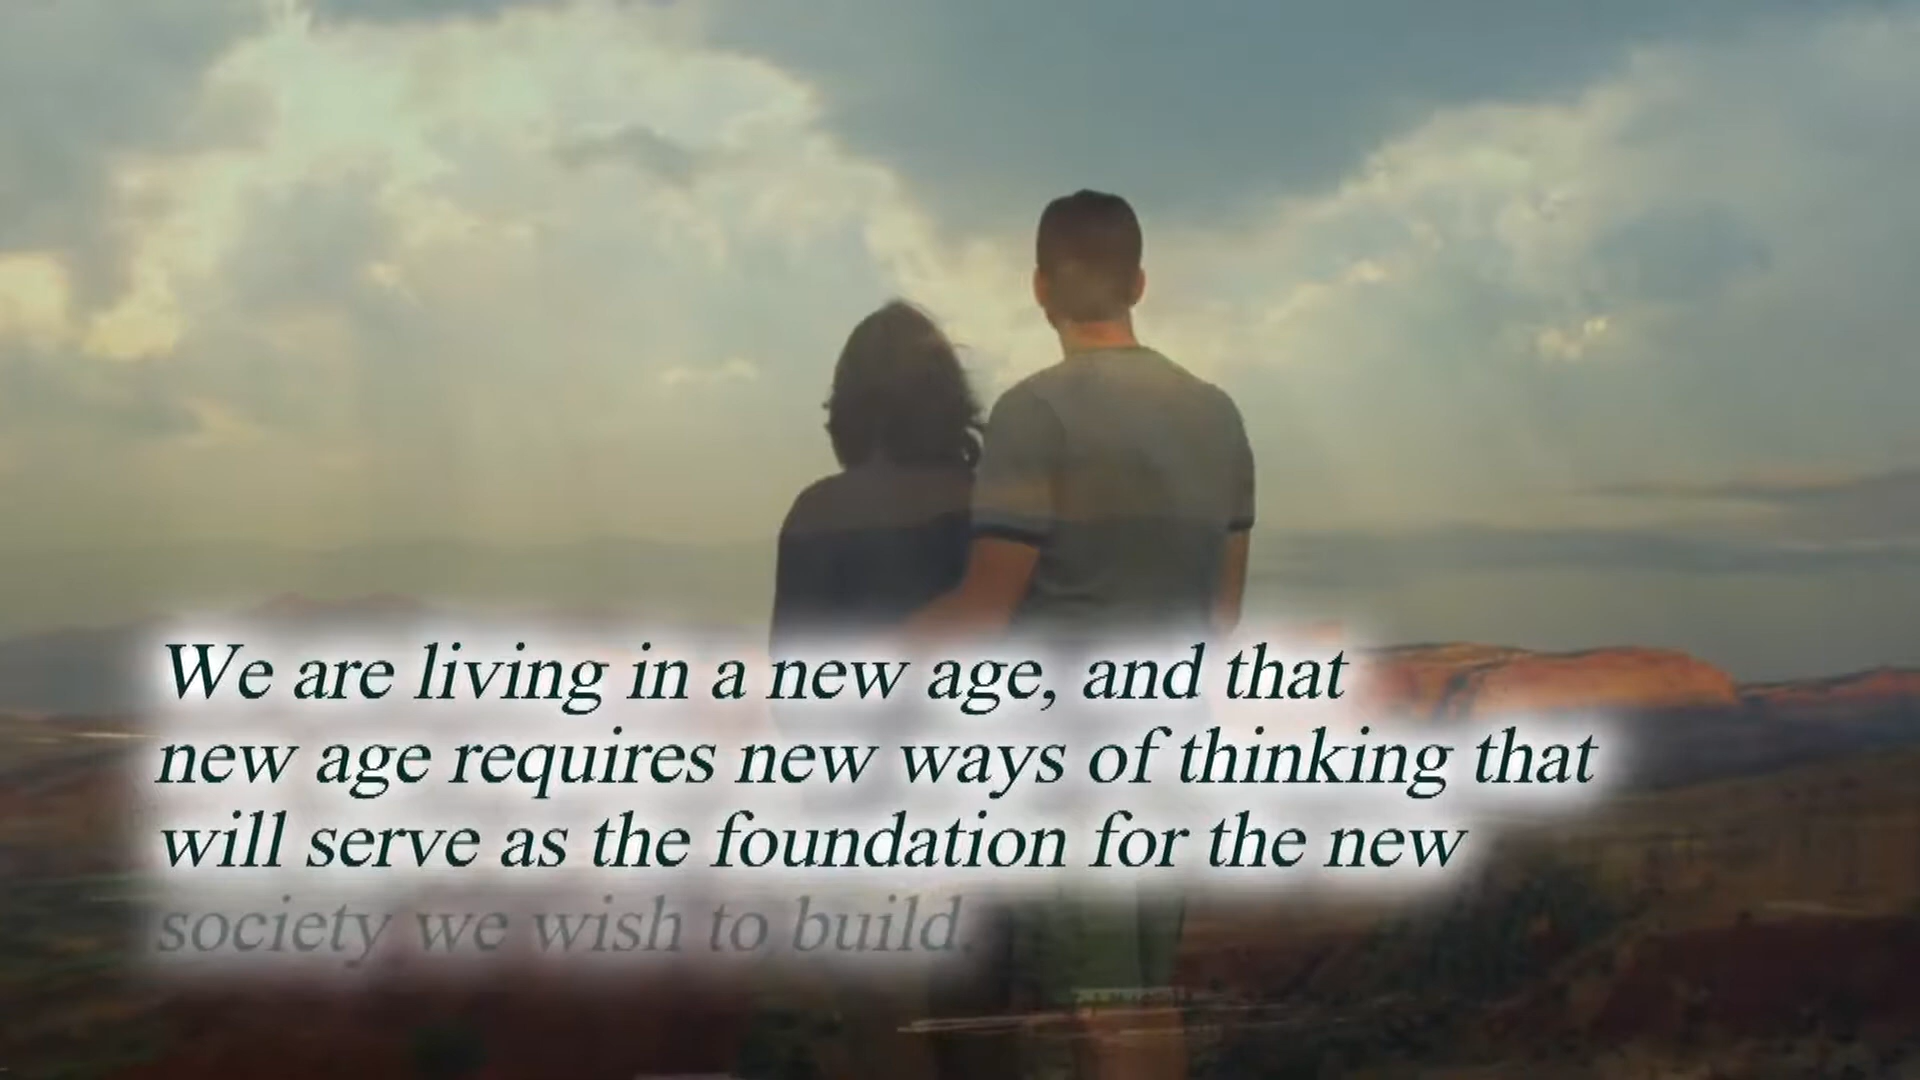 We are living in a new age, and that
new age requires new ways of thinking that
will serve as the foundation for the new
society we wish to build.